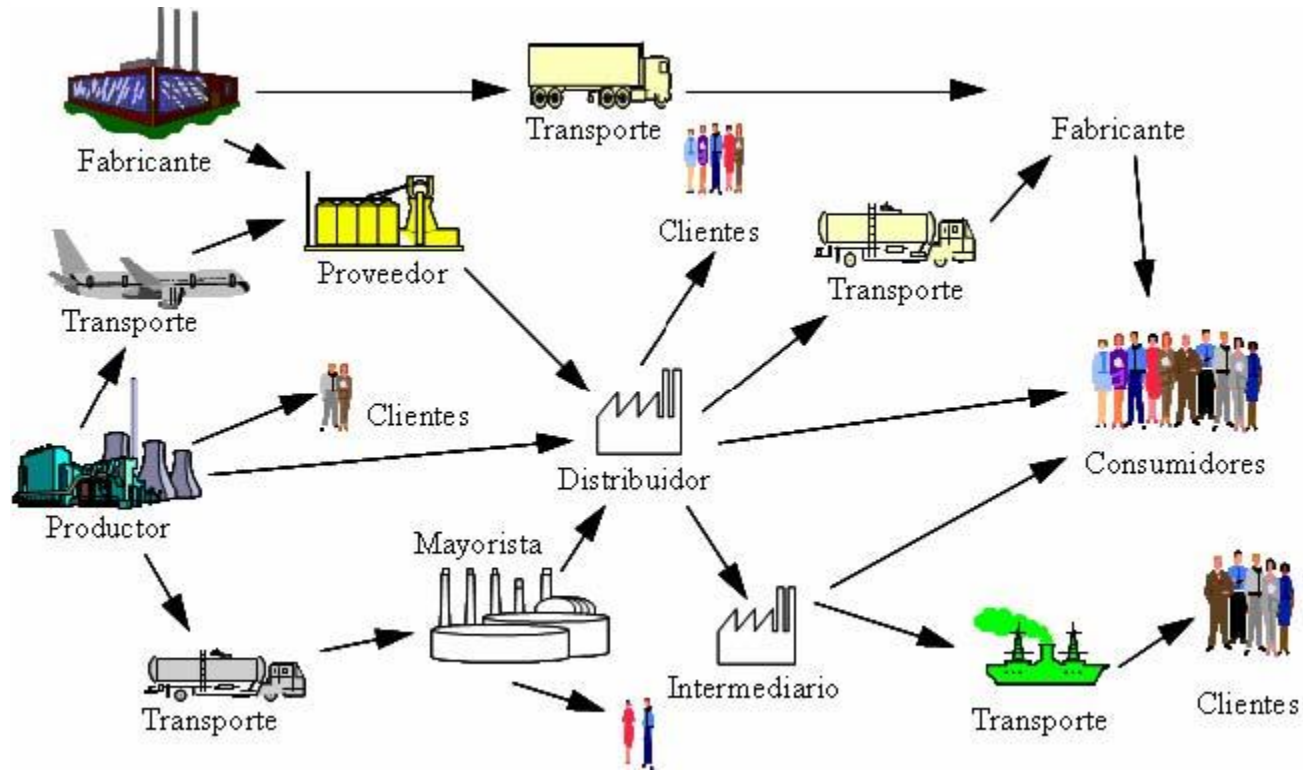 Transporte
Fabricante
Fabricante
Clientes
Proveedor
Transporte
Transporte
Clientes
Distribuidor
Consumidores
Productor
Mayorista
Intermediario
Transporte
Transporte
Clientes